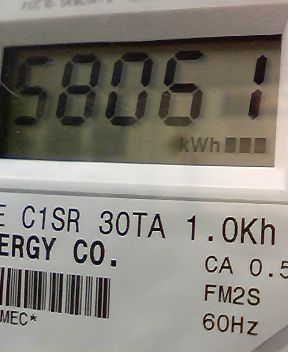 58061
kWh
E C1SR 30TA 1.0Kh
ERGY CO.
CA 0.5
FM2S
MEC*
60Hz